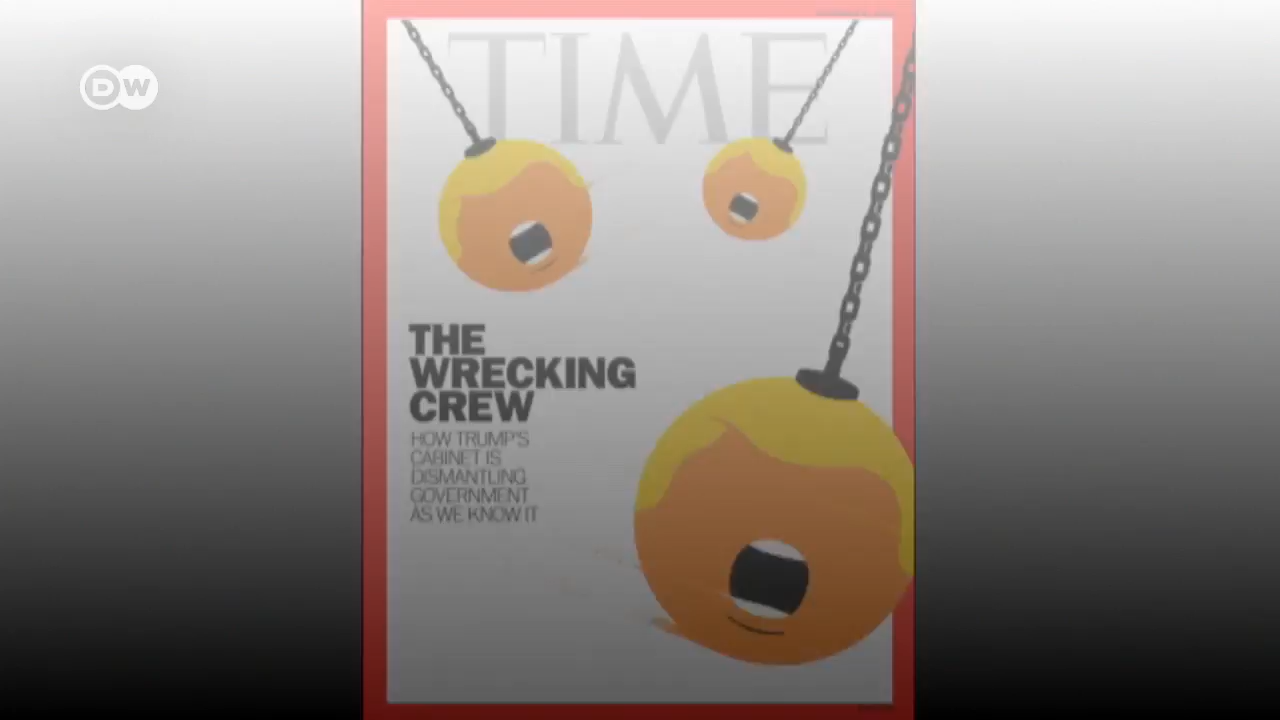 DW
TIME
THE
WRECKING
CREW
HOW TRUMP'S
CABINET IS
DISMANTLING
GOVERNMENT
AS WE KNOW IT